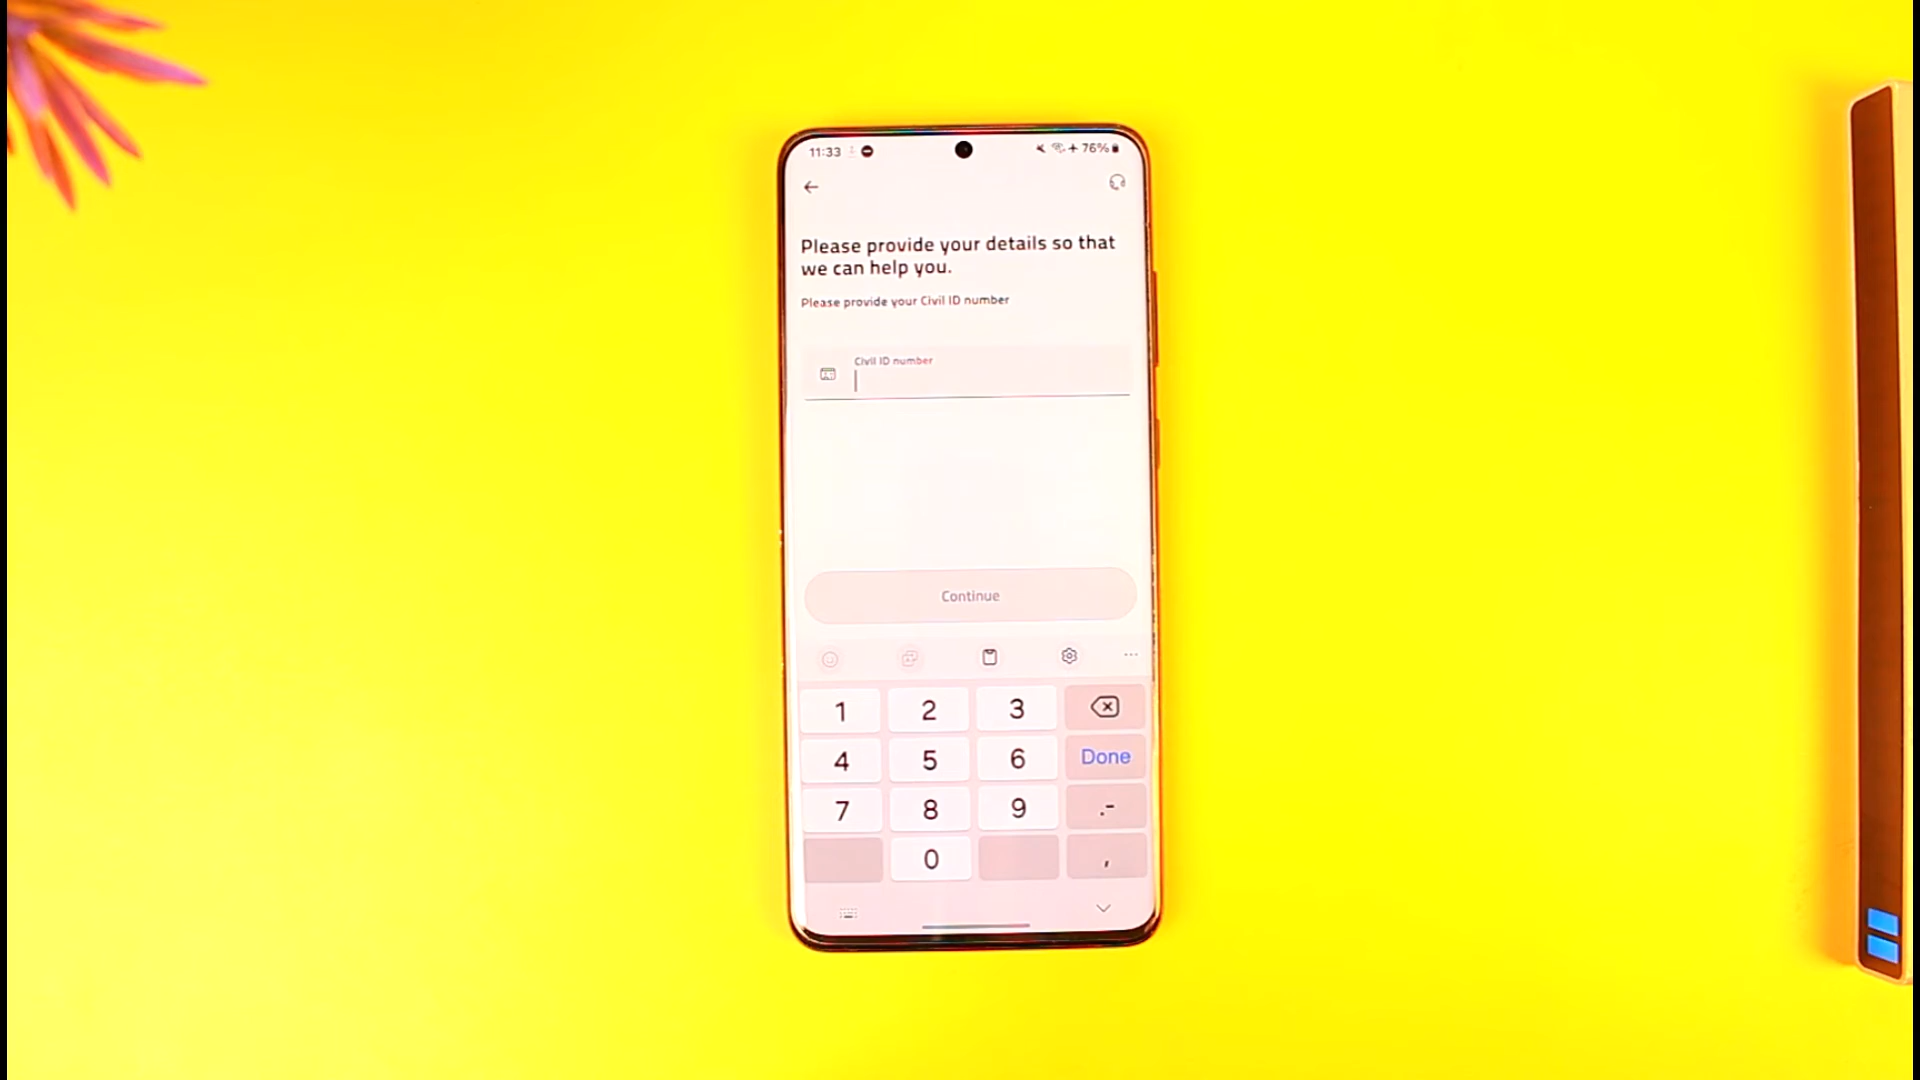 11:33
76%
Please provide your details so that
we can help you.
Please provide your Civil ID number
Civil ID number
Continue
1 2 3
4 5 6 Done
7 8 9 .-
0 ,